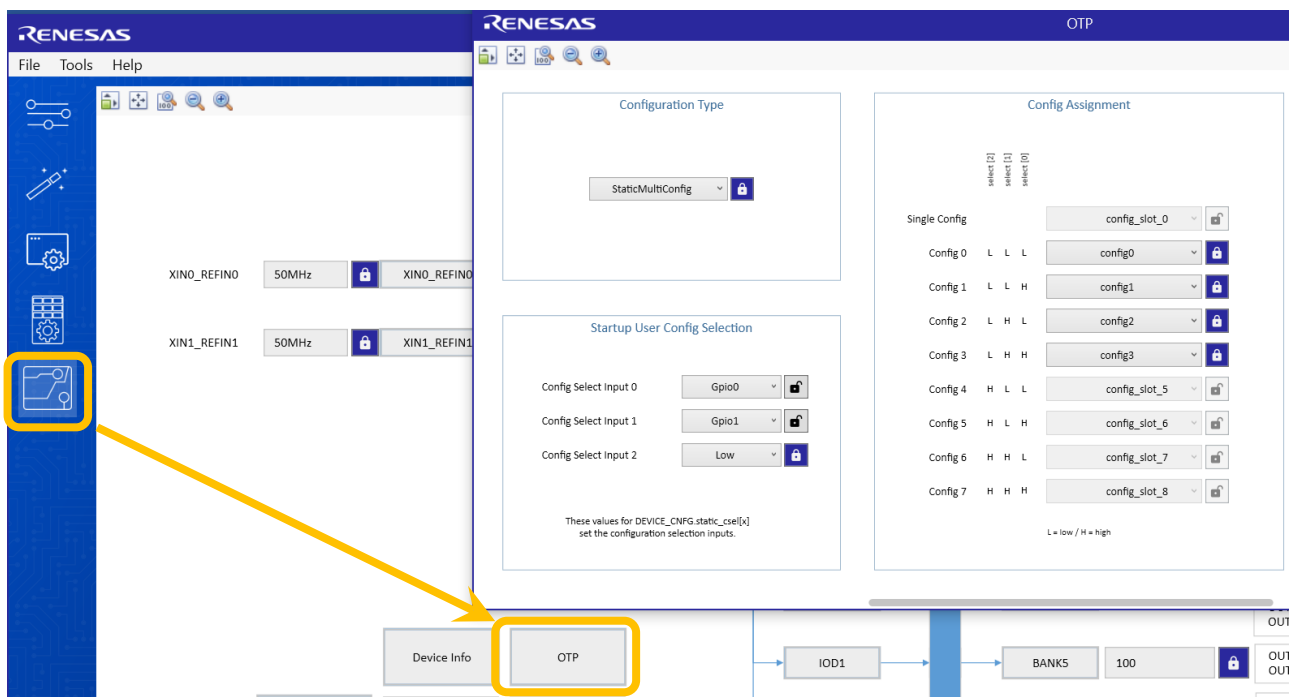 RENESAS
File Tools Help
XIN0_REFIN0 50MHz XIN0_REFIN0
XIN1_REFIN1 50MHz XIN1_REFIN1
Device Info OTP
IOD1 BANK5 100
OUT
OUT
OUT
RENESAS OTP
Configuration Type
StaticMultiConfig
Startup User Config Selection
Config Select Input 0 Gpio0
Config Select Input 1 Gpio1
Config Select Input 2 Low
These values for DEVICE_CNFG.static_csel[x]
set the configuration selection inputs.
Config Assignment
select [2] select [1] select [0]
Single Config config_slot_0
Config 0 L L L config0
Config 1 L L H config1
Config 2 L H L config2
Config 3 L H H config3
Config 4 H L L config_slot_5
Config 5 H L H config_slot_6
Config 6 H H L config_slot_7
Config 7 H H H config_slot_8
L = low / H = high